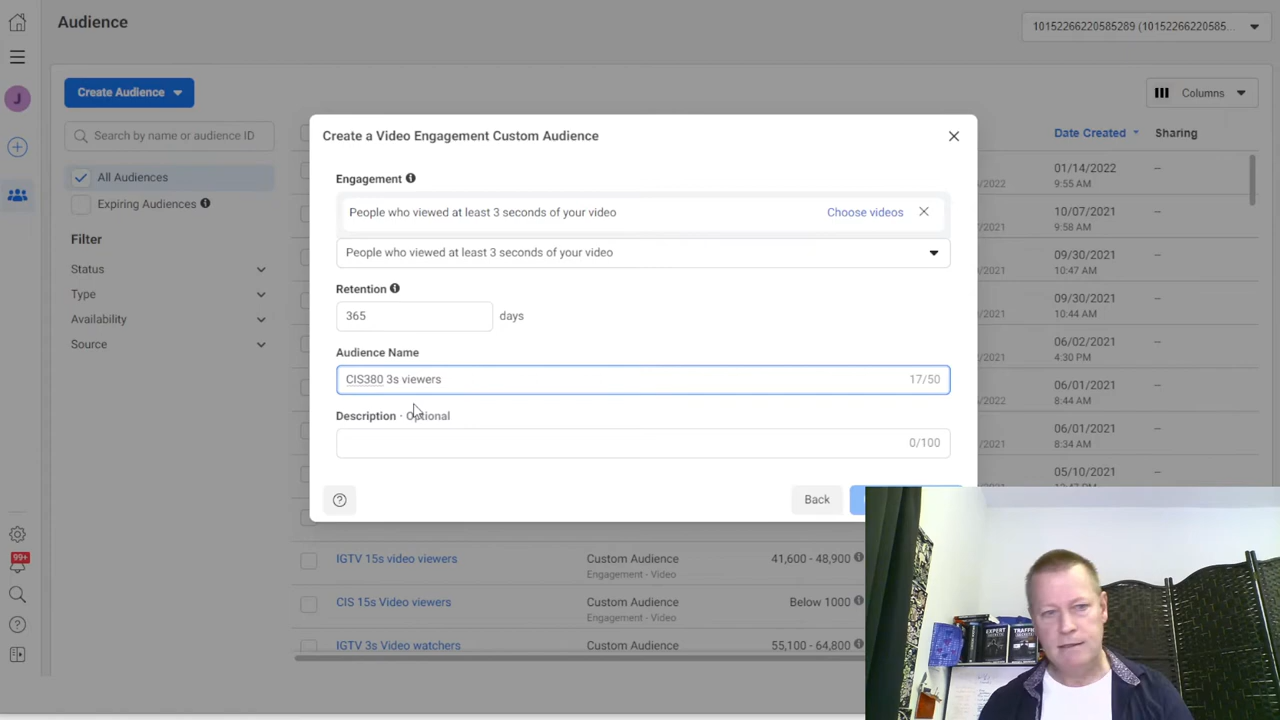 Audience
10152266220585289 (10152266220585...
Create Audience
Columns
Search by name or audience ID
All Audiences
Expiring Audiences
Filter
Status
Type
Availability
Source
Create a Video Engagement Custom Audience
Engagement
People who viewed at least 3 seconds of your video
Choose videos
People who viewed at least 3 seconds of your video
Retention
365
days
Audience Name
CIS380 3s viewers
17/50
Description · Optional
0/100
Back
Date Created
Sharing
01/14/2022
9:55 AM
10/07/2021
9:58 AM
09/30/2021
10:47 AM
09/30/2021
10:44 AM
06/02/2021
4:30 PM
06/01/2021
8:44 AM
06/01/2021
8:34 AM
05/10/2021
IGTV 15s video viewers
Custom Audience
Engagement · Video
41,600 - 48,900
CIS 15s Video viewers
Custom Audience
Engagement · Video
Below 1000
IGTV 3s Video watchers
Custom Audience
55,100 - 64,800
J
99+
EXPERT
TRAFFIC